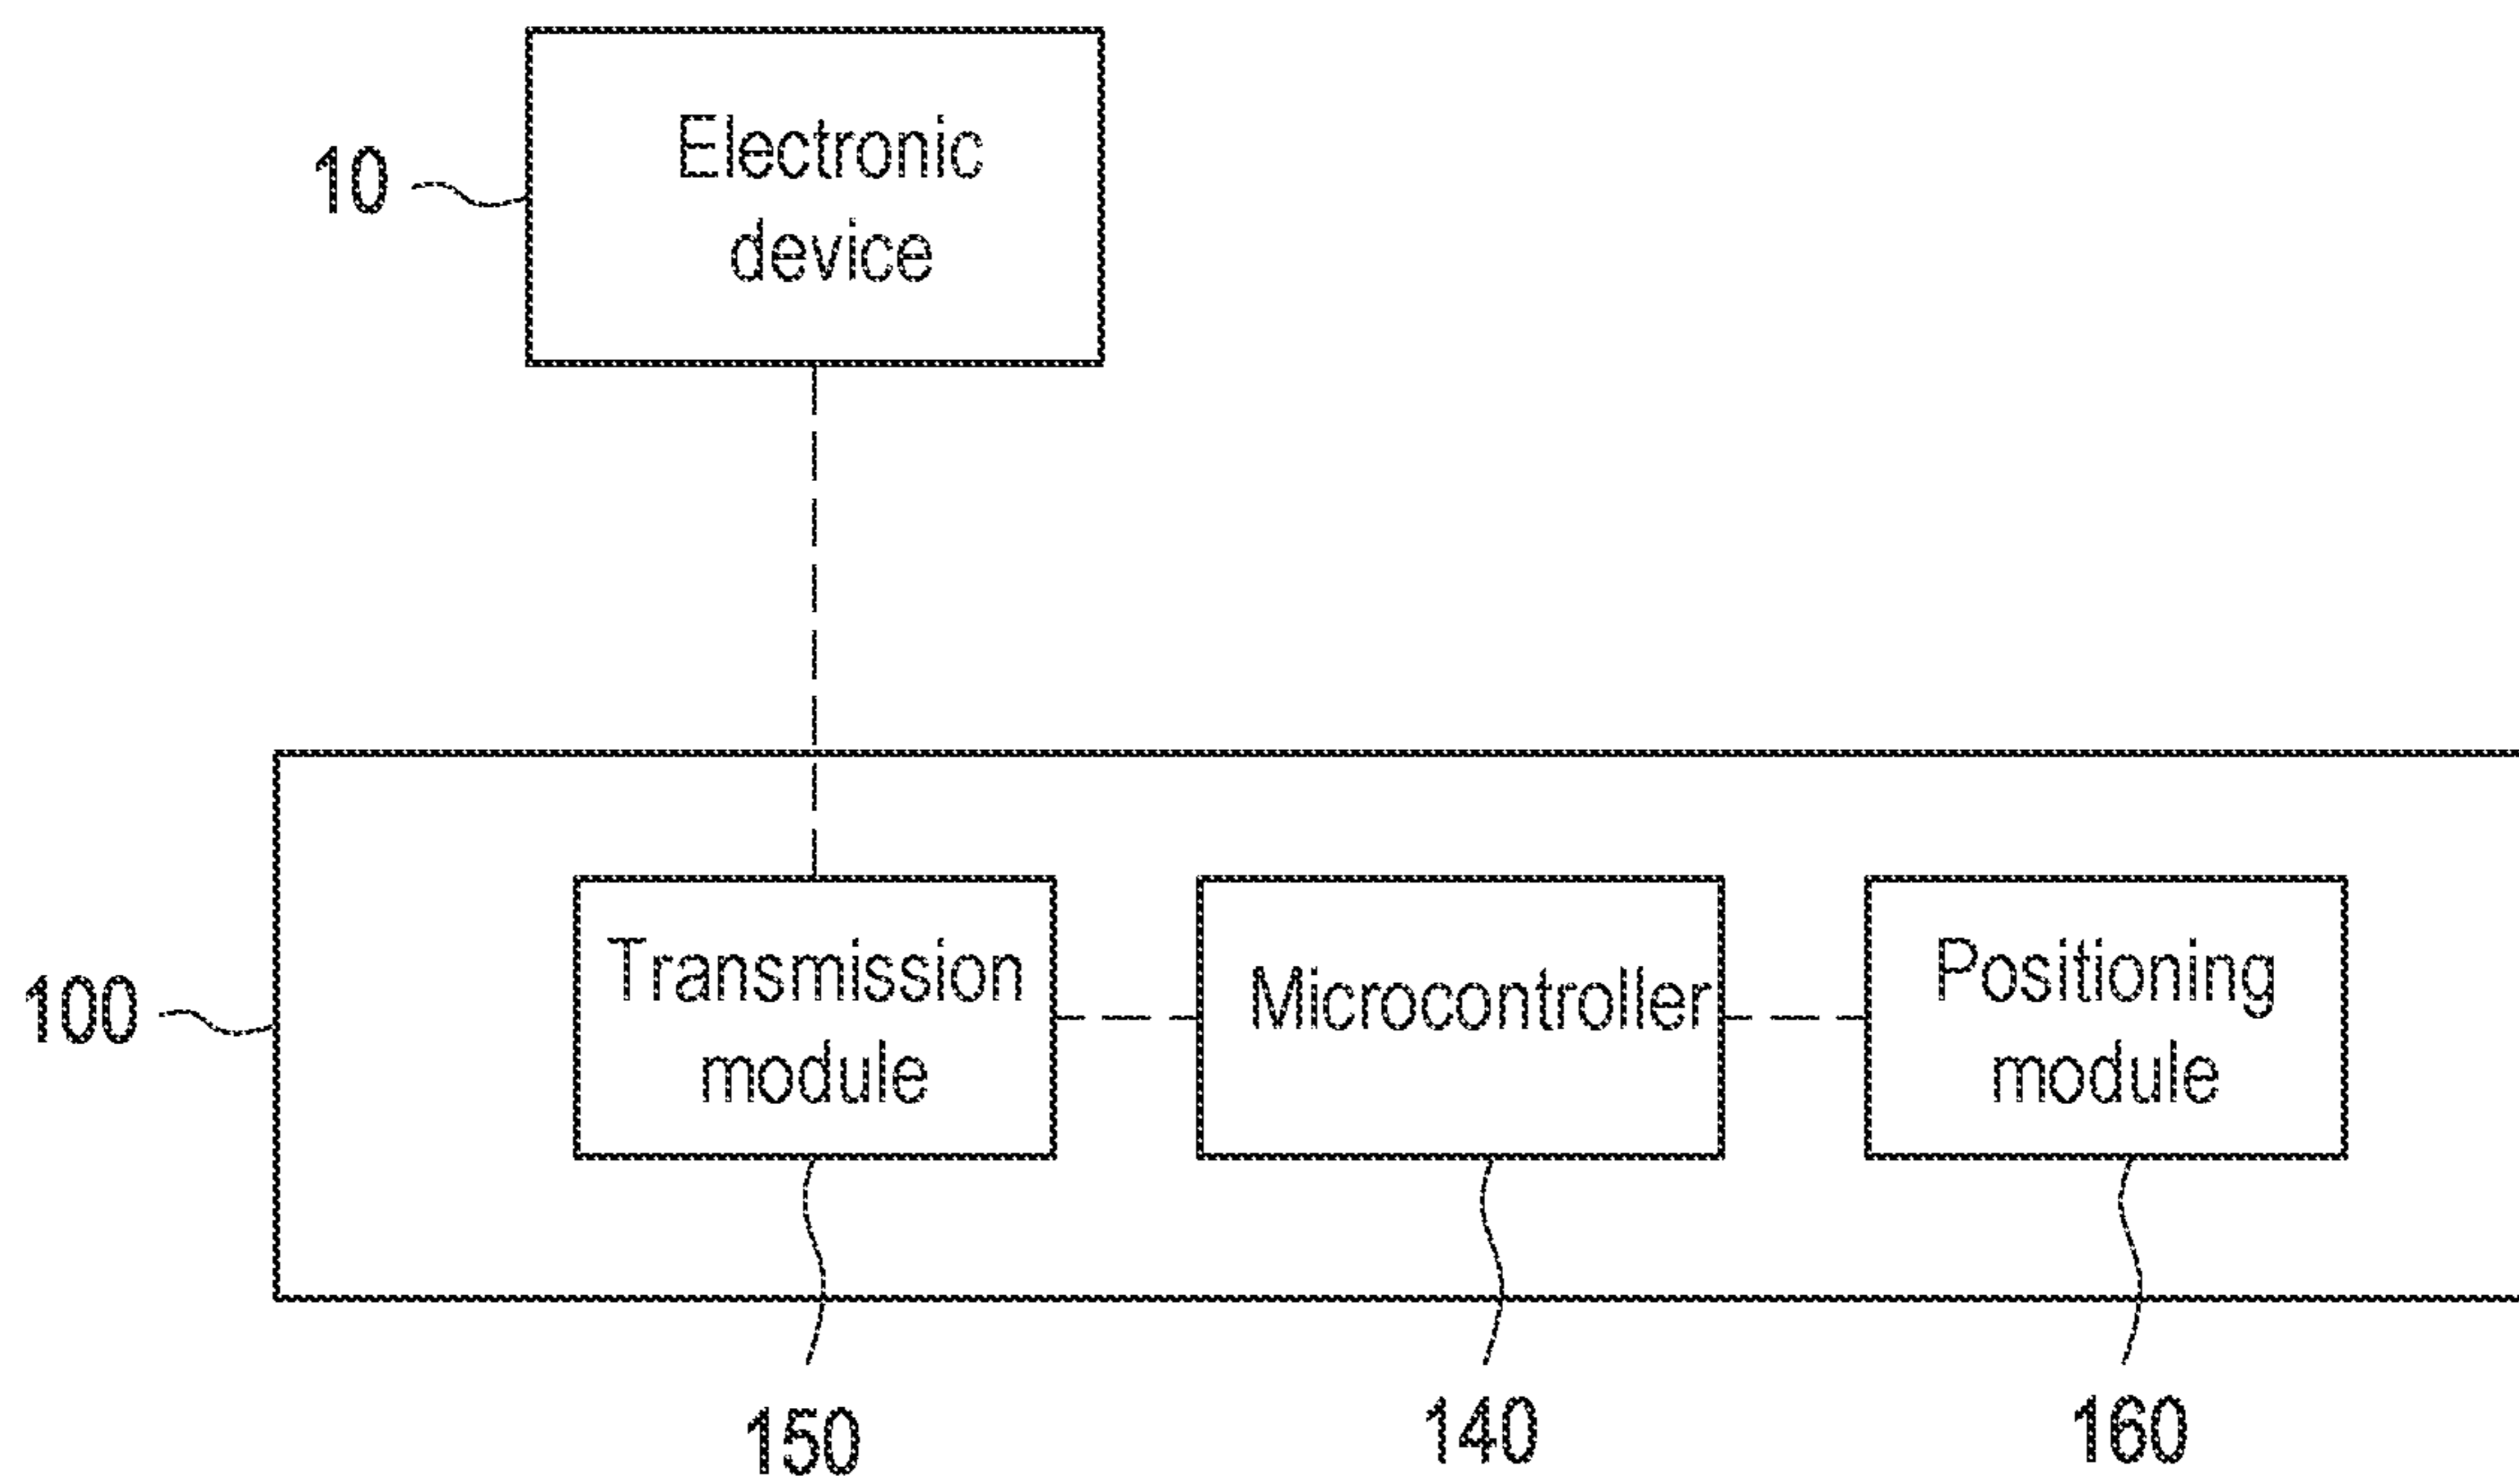 10
Electronic
device
100
Transmission
module
Microcontroller
Positioning
module
150
140
160